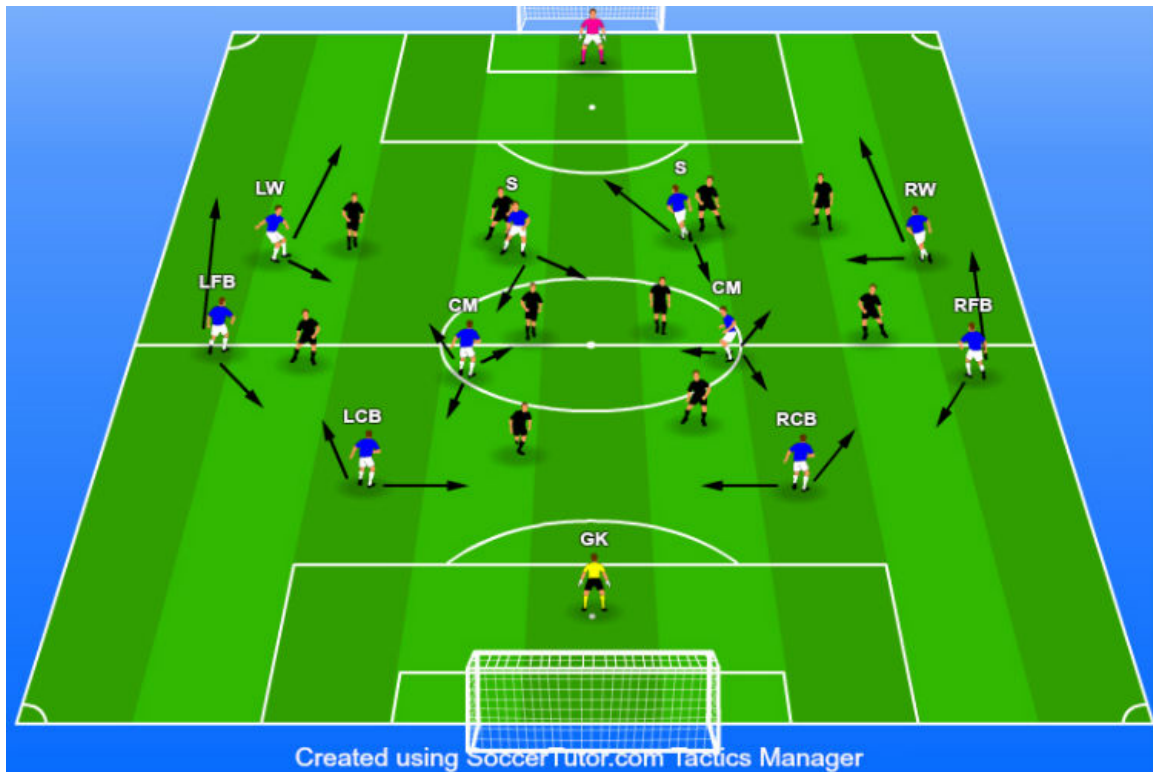 S
S
LW
RW
LFB
CM
CM
RFB
LCB
RCB
GK
Created using SoccerTutor.com Tactics Manager